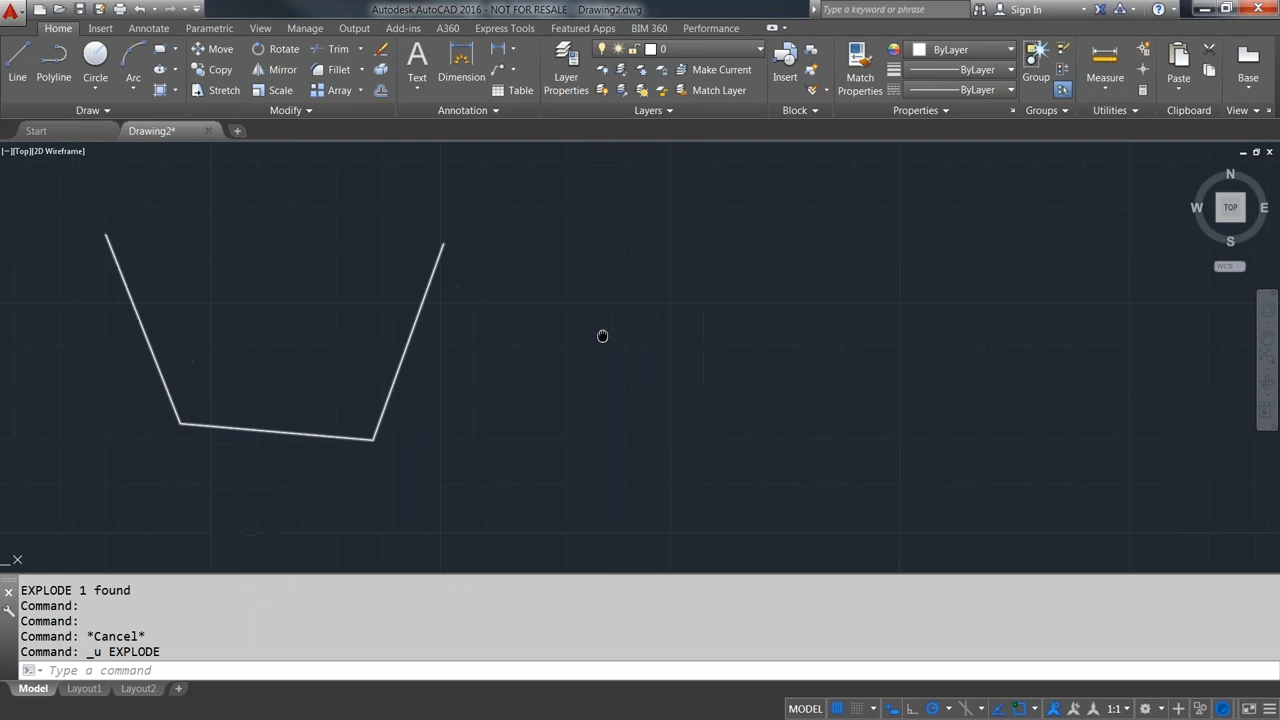 Autodesk AutoCAD 2016 - NOT FOR RESALE Drawing2.dwg
Type a keyword or phrase
Sign In
Home Insert Annotate Parametric View Manage Output Add-ins A360 Express Tools Featured Apps BIM 360 Performance
Line
Polyline
Circle
Arc
Draw
Move
Rotate
Trim
Copy
Mirror
Fillet
Stretch
Scale
Array
Modify
Text
Dimension
Table
Annotation
Layer
Properties
0
Make Current
Match Layer
Layers
Insert
Block
Match
Properties
ByLayer
ByLayer
ByLayer
Properties
Group
Groups
Measure
Utilities
Paste
Clipboard
Base
View
Start
Drawing2*
[−][Top][2D Wireframe]
N
W
TOP
E
S
WCS
X
EXPLODE 1 found
Command:
Command:
Command: *Cancel*
Command: _u EXPLODE
Type a command
Model Layout1 Layout2
MODEL
1:1